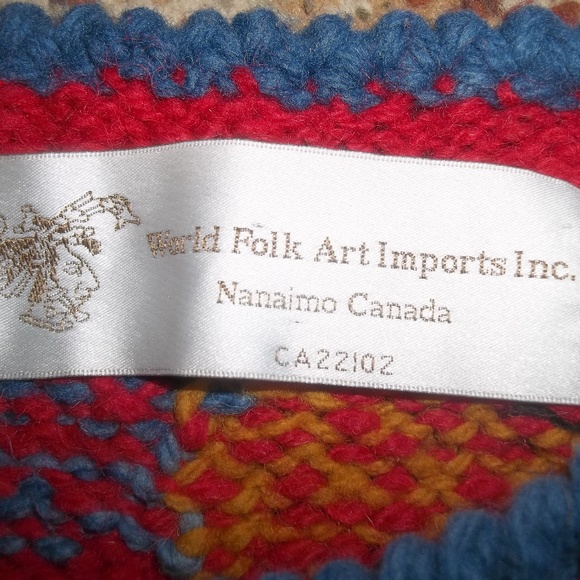 World Folk Art Imports Inc.
Nanaimo Canada
CA22102